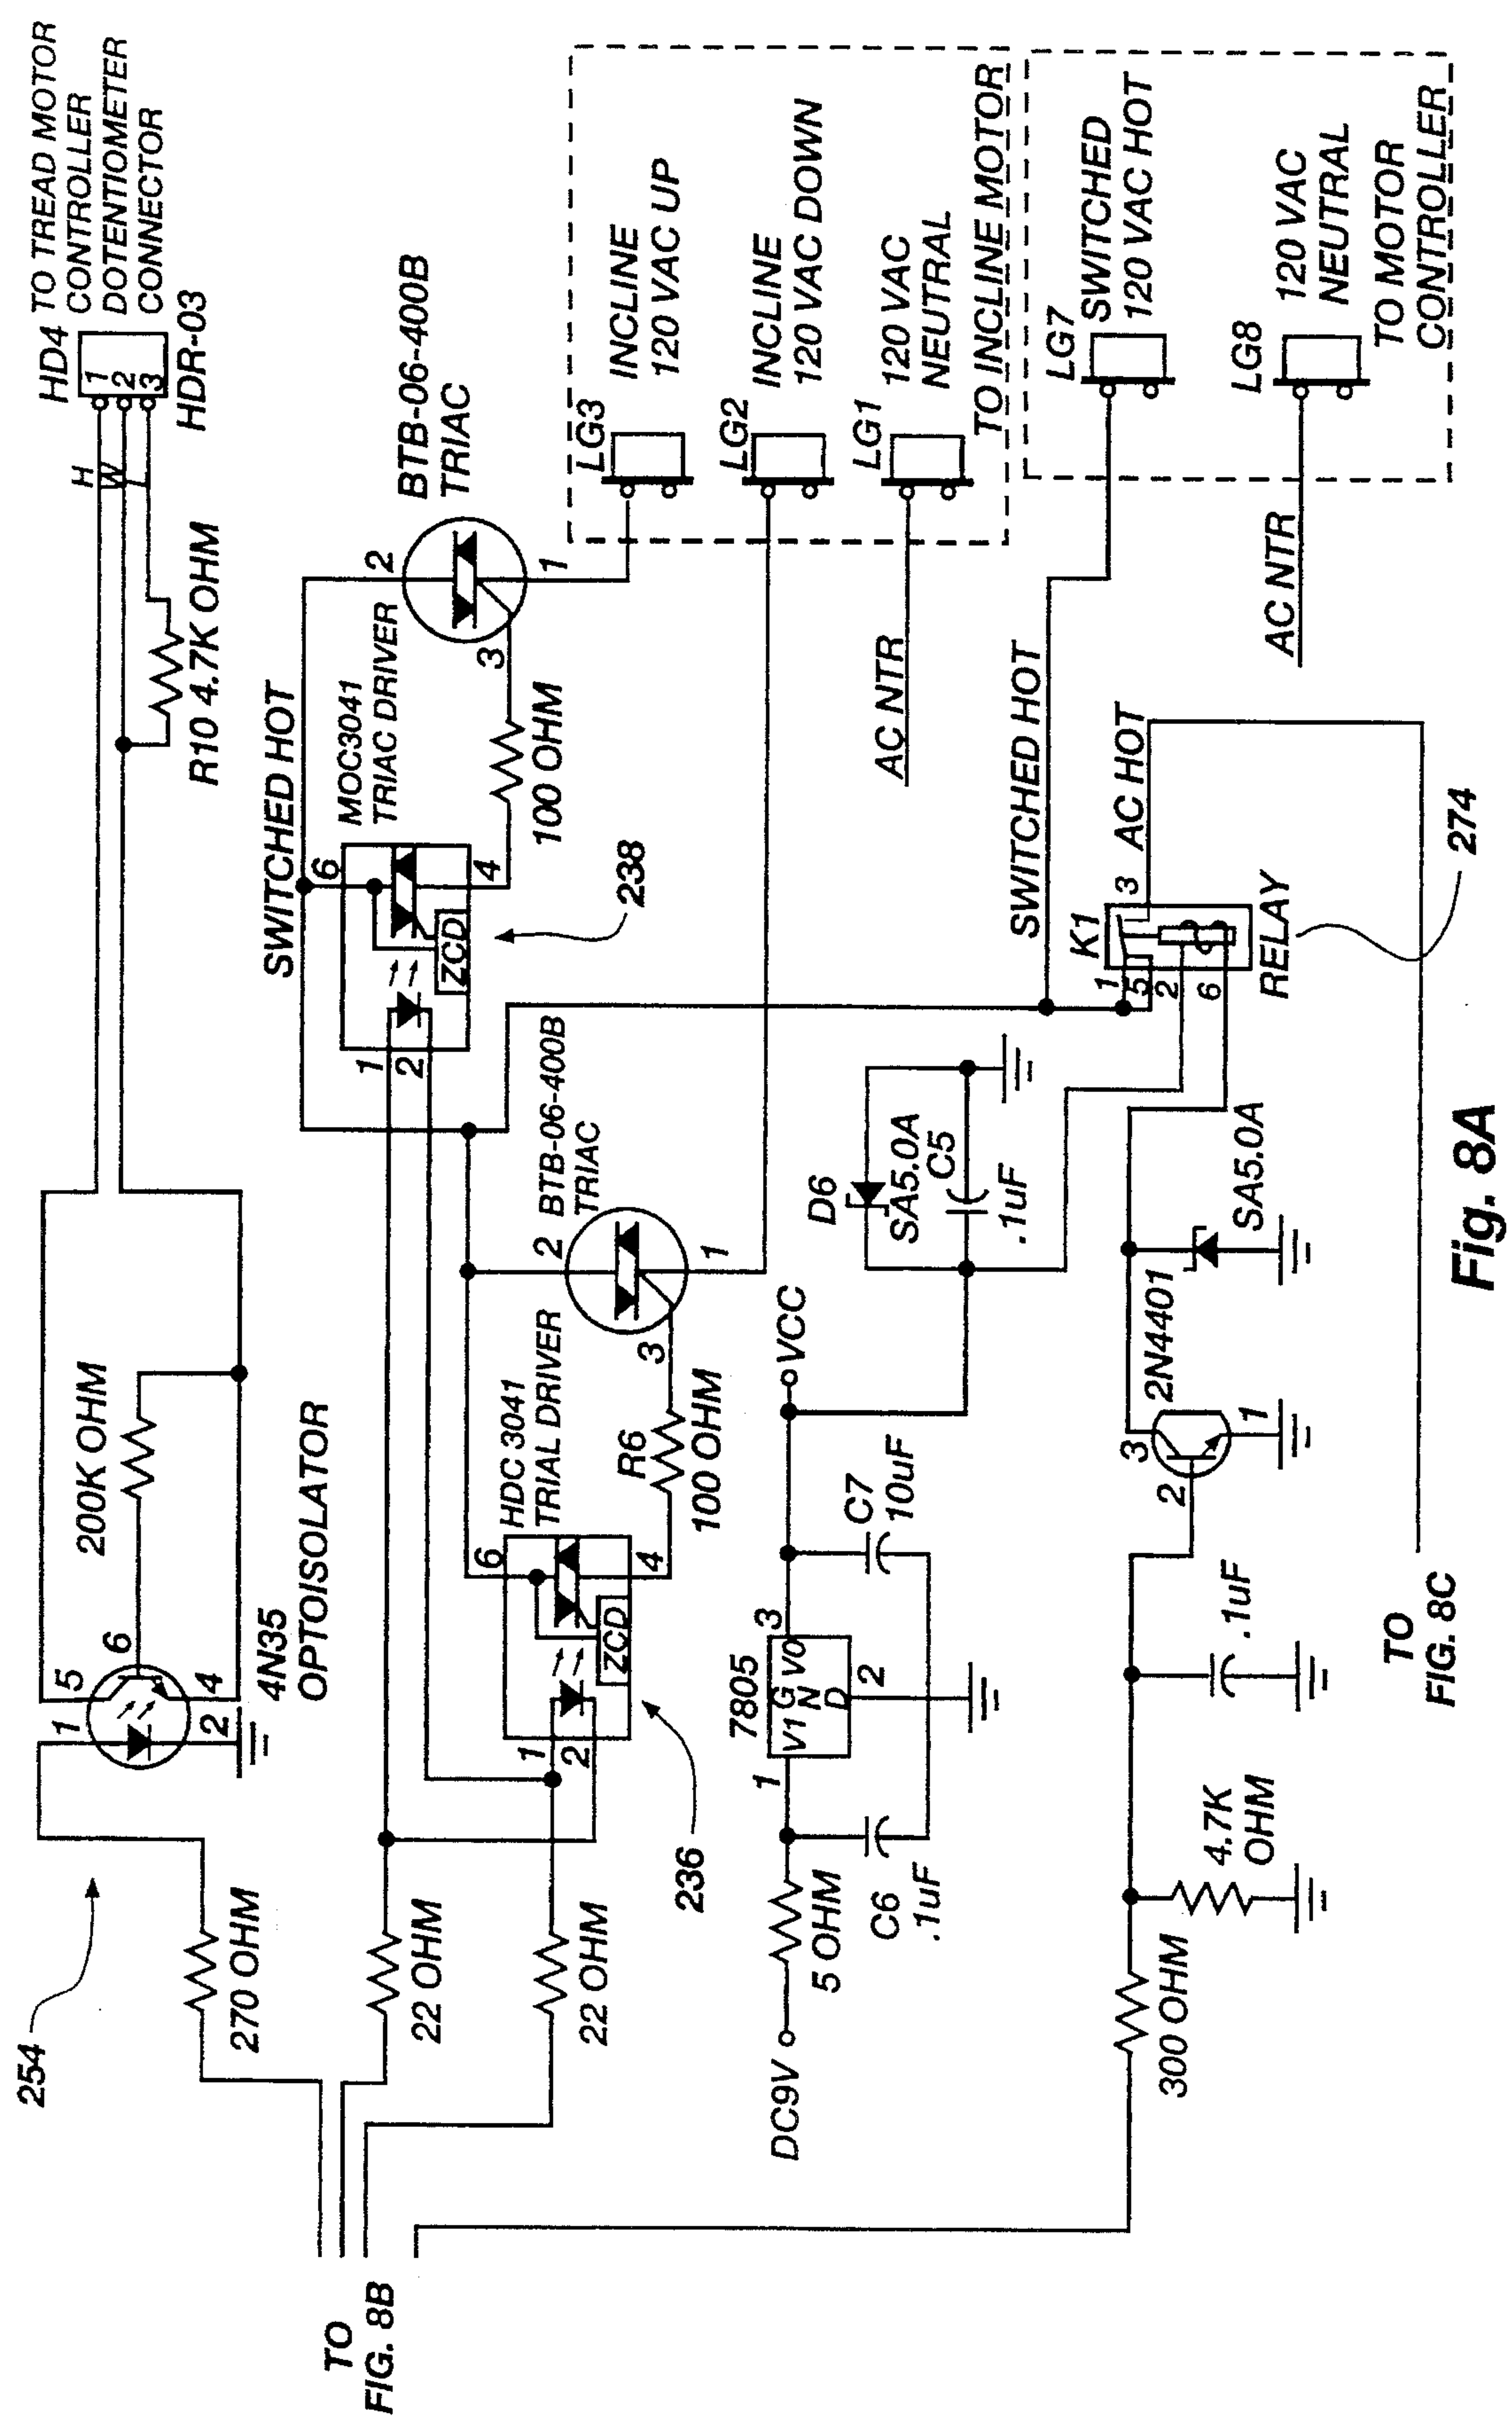 HD4
TO TREAD MOTOR
CONTROLLER
DOTENTIOMETER
CONNECTOR
1
2
3
HDR-03
H
W
L
R10 4.7K OHM
254
270 OHM
1
5
6
2
4
4N35
OPTOISOLATOR
200K OHM
SWITCHED HOT
MOC3041
TRIAC DRIVER
6
4
1
2
ZCD
238
100 OHM
BTB-06-400B
TRIAC
2
3
1
22 OHM
22 OHM
TO
FIG. 8B
HDC 3041
TRIAL DRIVER
6
4
1
2
ZCD
236
R6
100 OHM
BTB-06-400B
TRIAC
2
3
1
LG3
INCLINE
120 VAC UP
LG2
INCLINE
120 VAC DOWN
LG1
120 VAC
NEUTRAL
TO INCLINE MOTOR
AC NTR
LG7
SWITCHED
120 VAC HOT
LG8
120 VAC
NEUTRAL
TO MOTOR
CONTROLLER
AC NTR
SWITCHED HOT
DC9V
5 OHM
C6
.1uF
7805
1
V1
GND
V0
3
2
C7
10uF
VCC
D6
SA5.0A
C5
.1uF
K1
1
5
2
6
3
AC HOT
RELAY
274
300 OHM
4.7K
OHM
.1uF
2
3
1
2N4401
SA5.0A
TO
FIG. 8C
Fig. 8A